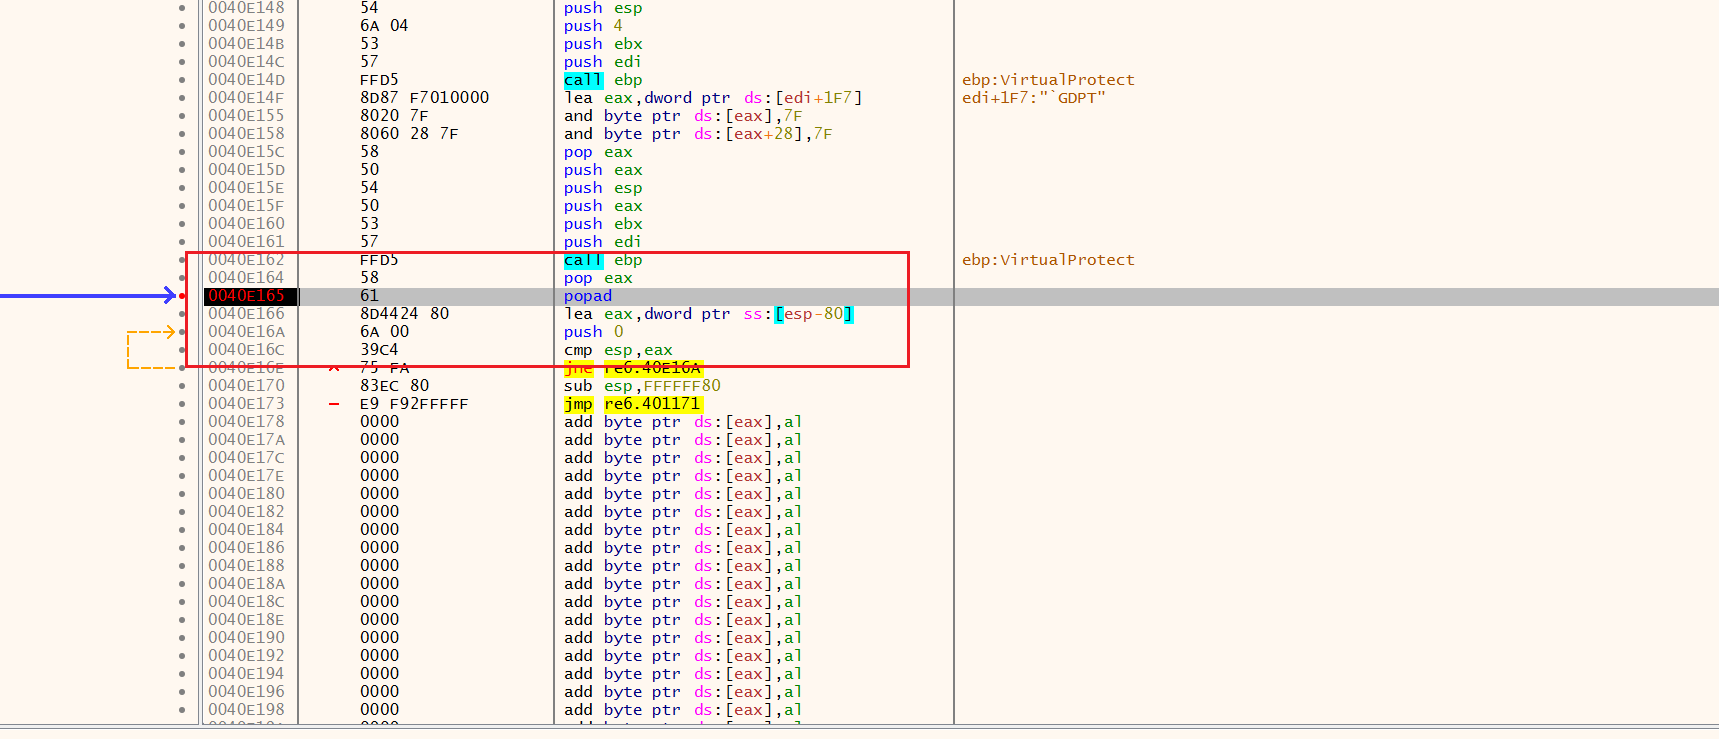 0040E148 54 push esp
0040E149 6A 04 push 4
0040E14B 53 push ebx
0040E14C 57 push edi
0040E14D FFD5 call ebp ebp:VirtualProtect
0040E14F 8D87 F7010000 lea eax,dword ptr ds:[edi+1F7] edi+1F7:"`GDPT"
0040E155 8020 7F and byte ptr ds:[eax],7F
0040E158 8060 28 7F and byte ptr ds:[eax+28],7F
0040E15C 58 pop eax
0040E15D 50 push eax
0040E15E 54 push esp
0040E15F 50 push eax
0040E160 53 push ebx
0040E161 57 push edi
0040E162 FFD5 call ebp ebp:VirtualProtect
0040E164 58 pop eax
0040E165 61 popad
0040E166 8D4424 80 lea eax,dword ptr ss:[esp-80]
0040E16A 6A 00 push 0
0040E16C 39C4 cmp esp,eax
0040E16E 75 FA jne re6.40E16A
0040E170 83EC 80 sub esp,FFFFFF80
0040E173 E9 F92FFFFF jmp re6.401171
0040E178 0000 add byte ptr ds:[eax],al
0040E17A 0000 add byte ptr ds:[eax],al
0040E17C 0000 add byte ptr ds:[eax],al
0040E17E 0000 add byte ptr ds:[eax],al
0040E180 0000 add byte ptr ds:[eax],al
0040E182 0000 add byte ptr ds:[eax],al
0040E184 0000 add byte ptr ds:[eax],al
0040E186 0000 add byte ptr ds:[eax],al
0040E188 0000 add byte ptr ds:[eax],al
0040E18A 0000 add byte ptr ds:[eax],al
0040E18C 0000 add byte ptr ds:[eax],al
0040E18E 0000 add byte ptr ds:[eax],al
0040E190 0000 add byte ptr ds:[eax],al
0040E192 0000 add byte ptr ds:[eax],al
0040E194 0000 add byte ptr ds:[eax],al
0040E196 0000 add byte ptr ds:[eax],al
0040E198 0000 add byte ptr ds:[eax],al